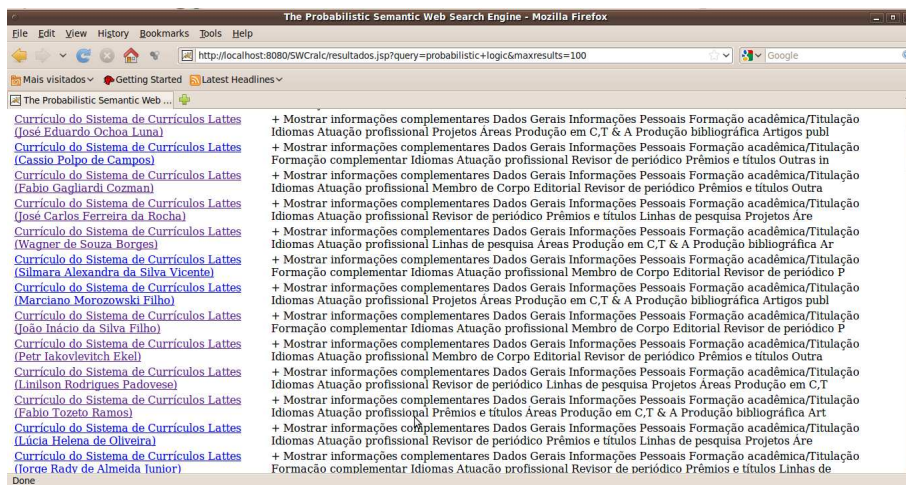 The Probabilistic Semantic Web Search Engine - Mozilla Firefox
File Edit View History Bookmarks Tools Help
http://localhost:8080/SWCralc/resultados.jsp?query=probabilistic+logic&maxresults=100 Google
Mais visitados Getting Started Latest Headlines
The Probabilistic Semantic Web ...
Currículo do Sistema de Currículos Lattes + Mostrar informações complementares Dados Gerais Informações Pessoais Formação acadêmica/Titulação
(José Eduardo Ochoa Luna) Idiomas Atuação profissional Projetos Áreas Produção em C,T & A Produção bibliográfica Artigos publ
Currículo do Sistema de Currículos Lattes + Mostrar informações complementares Dados Gerais Informações Pessoais Formação acadêmica/Titulação
(Cassio Polpo de Campos) Formação complementar Idiomas Atuação profissional Revisor de periódico Prêmios e títulos Outras in
Currículo do Sistema de Currículos Lattes + Mostrar informações complementares Dados Gerais Informações Pessoais Formação acadêmica/Titulação
(Fabio Gagliardi Cozman) Idiomas Atuação profissional Membro de Corpo Editorial Revisor de periódico Prêmios e títulos Outra
Currículo do Sistema de Currículos Lattes + Mostrar informações complementares Dados Gerais Informações Pessoais Formação acadêmica/Titulação
(José Carlos Ferreira da Rocha) Idiomas Atuação profissional Revisor de periódico Prêmios e títulos Linhas de pesquisa Projetos Áre
Currículo do Sistema de Currículos Lattes + Mostrar informações complementares Dados Gerais Informações Pessoais Formação acadêmica/Titulação
(Wagner de Souza Borges) Idiomas Atuação profissional Linhas de pesquisa Áreas Produção em C,T & A Produção bibliográfica Ar
Currículo do Sistema de Currículos Lattes + Mostrar informações complementares Dados Gerais Informações Pessoais Formação acadêmica/Titulação
(Silmara Alexandra da Silva Vicente) Formação complementar Idiomas Atuação profissional Membro de Corpo Editorial Revisor de periódico P
Currículo do Sistema de Currículos Lattes + Mostrar informações complementares Dados Gerais Informações Pessoais Formação acadêmica/Titulação
(Marciano Morozowski Filho) Idiomas Atuação profissional Projetos Áreas Produção em C,T & A Produção bibliográfica Artigos publ
Currículo do Sistema de Currículos Lattes + Mostrar informações complementares Dados Gerais Informações Pessoais Formação acadêmica/Titulação
(João Inácio da Silva Filho) Formação complementar Idiomas Atuação profissional Membro de Corpo Editorial Revisor de periódico P
Currículo do Sistema de Currículos Lattes + Mostrar informações complementares Dados Gerais Informações Pessoais Formação acadêmica/Titulação
(Petr Iakovlevitch Ekel) Idiomas Atuação profissional Membro de Corpo Editorial Revisor de periódico Prêmios e títulos Outra
Currículo do Sistema de Currículos Lattes + Mostrar informações complementares Dados Gerais Informações Pessoais Formação acadêmica/Titulação
(Linilson Rodrigues Padovese) Idiomas Atuação profissional Revisor de periódico Linhas de pesquisa Projetos Áreas Produção em C,T
Currículo do Sistema de Currículos Lattes + Mostrar informações complementares Dados Gerais Informações Pessoais Formação acadêmica/Titulação
(Fabio Tozeto Ramos) Idiomas Atuação profissional Prêmios e títulos Áreas Produção em C,T & A Produção bibliográfica Art
Currículo do Sistema de Currículos Lattes + Mostrar informações complementares Dados Gerais Informações Pessoais Formação acadêmica/Titulação
(Lúcia Helena de Oliveira) Idiomas Atuação profissional Revisor de periódico Prêmios e títulos Linhas de pesquisa Projetos Áre
Currículo do Sistema de Currículos Lattes + Mostrar informações complementares Dados Gerais Informações Pessoais Formação acadêmica/Titulação
(Jorge Rady de Almeida Junior) Formação complementar Idiomas Atuação profissional Revisor de periódico Prêmios e títulos Linhas de
Done